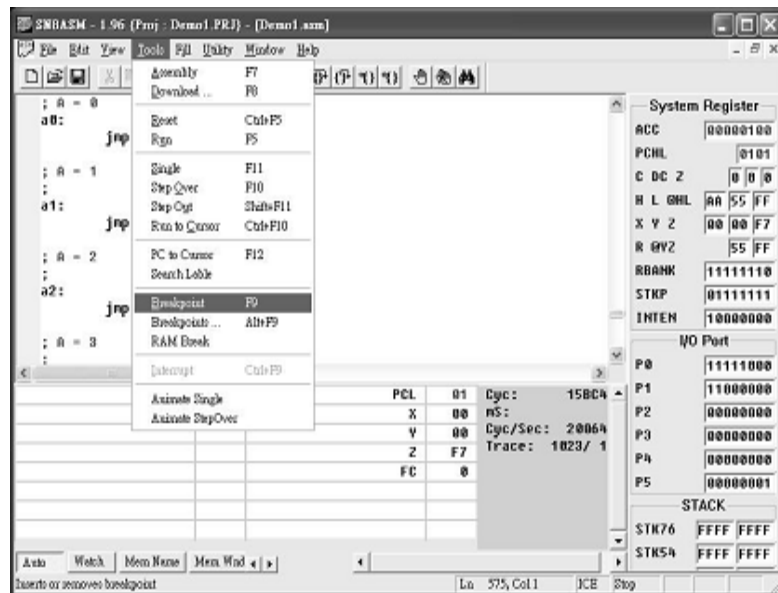 SN8ASM - 1.96 {Proj : Demo1.PRJ} - [Demo1.asm]
File Edit View Tools Fill Utility Window Help
Assembly F7
Download ... F8
Reset Ctrl+F5
Run F5
Single F11
Step Over F10
Step Out Shift+F11
Run to Cursor Ctrl+F10
PC to Cursor F12
Search Lable
Breakpoint F9
Breakpoints ... Alt+F9
RAM Break
Interrupt Ctrl+F9
Animate Single
Animate StepOver
; A = 0
a0:
jmp
; A = 1
;
a1:
jmp
; A = 2
;
a2:
jmp
; A = 3
;
PCL 01
X 00
Y 00
Z F7
FC 0
Cyc: 158C4
mS:
Cyc/Sec: 20064
Trace: 1023/ 1
System Register
ACC 00000100
PCHL 0101
C DC Z 0 0 0
H L @HL AA 55 FF
X Y Z 00 00 F7
R @YZ 55 FF
RBANK 11111110
STKP 01111111
INTEN 10000000
I/O Port
P0 11111000
P1 11000000
P2 00000000
P3 00000000
P4 00000000
P5 00000001
STACK
STK76 FFFF FFFF
STK54 FFFF FFFF
Auto Watch Mem Name Mem Wnd
Inserts or removes breakpoint Ln 575, Col 1 ICE Stop